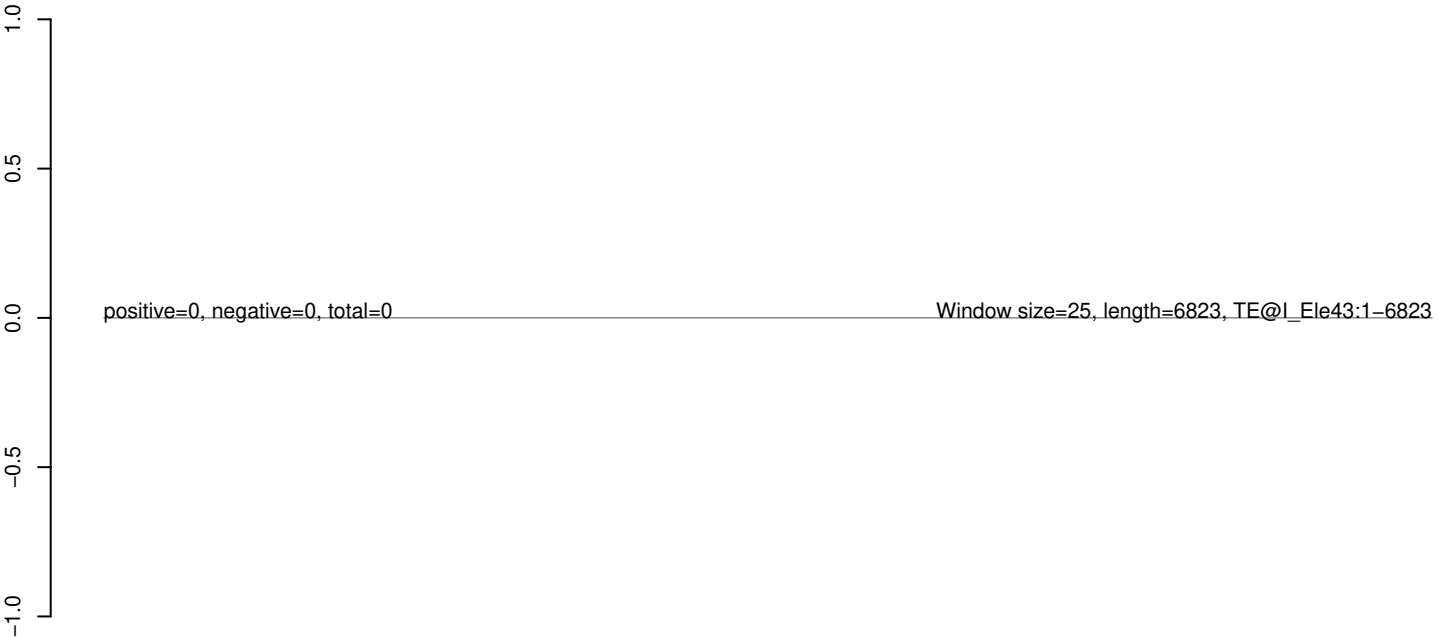 1.0
0.5
0.0
−0.5
−1.0
positive=0, negative=0, total=0
Window size=25, length=6823, TE@I_Ele43:1−6823